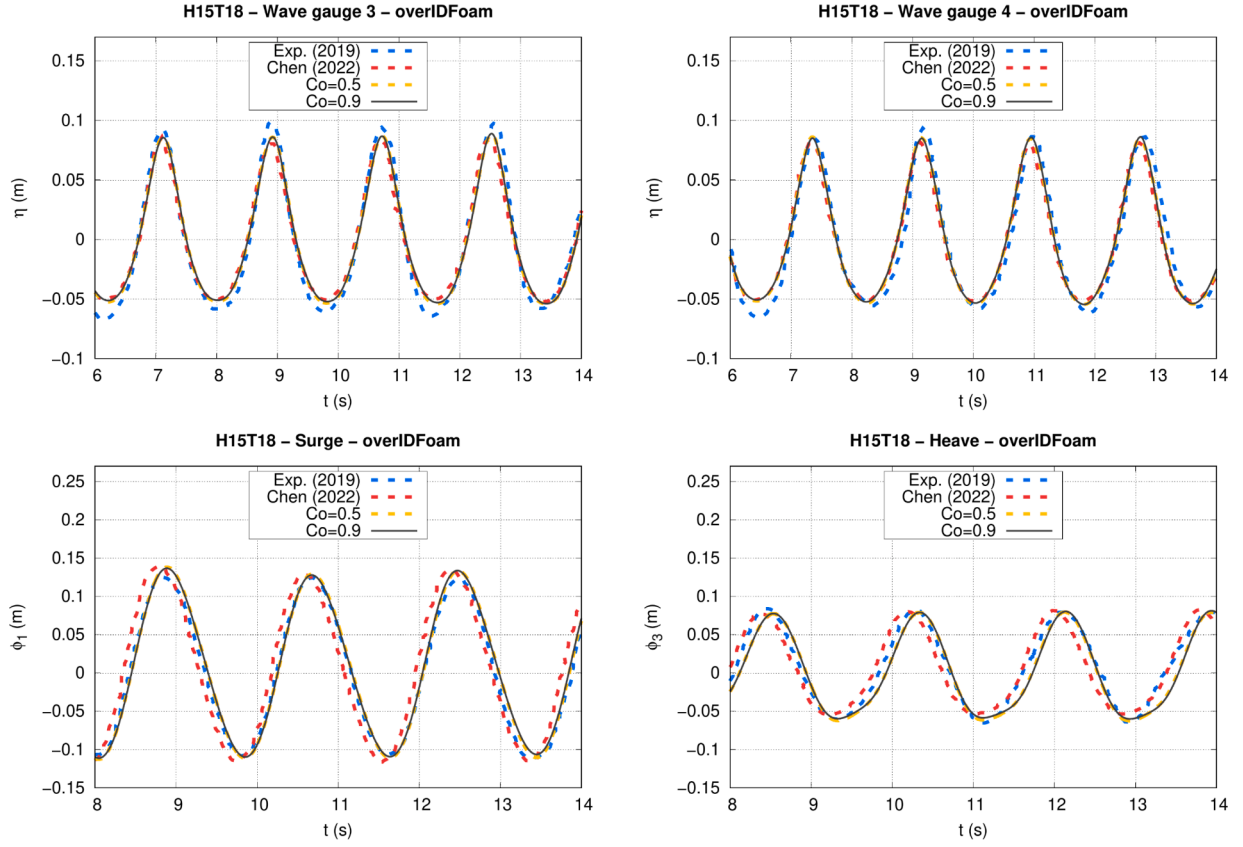 H15T18 − Wave gauge 3 − overIDFoam
η (m)
0.15
0.1
0.05
0
−0.05
−0.1
Exp. (2019)
Chen (2022)
Co=0.5
Co=0.9
6 7 8 9 10 11 12 13 14
t (s)
H15T18 − Wave gauge 4 − overIDFoam
η (m)
0.15
0.1
0.05
0
−0.05
−0.1
Exp. (2019)
Chen (2022)
Co=0.5
Co=0.9
6 7 8 9 10 11 12 13 14
t (s)
H15T18 − Surge − overIDFoam
ϕ1 (m)
0.25
0.2
0.15
0.1
0.05
0
−0.05
−0.1
−0.15
Exp. (2019)
Chen (2022)
Co=0.5
Co=0.9
8 9 10 11 12 13 14
t (s)
H15T18 − Heave − overIDFoam
ϕ3 (m)
0.25
0.2
0.15
0.1
0.05
0
−0.05
−0.1
−0.15
Exp. (2019)
Chen (2022)
Co=0.5
Co=0.9
8 9 10 11 12 13 14
t (s)